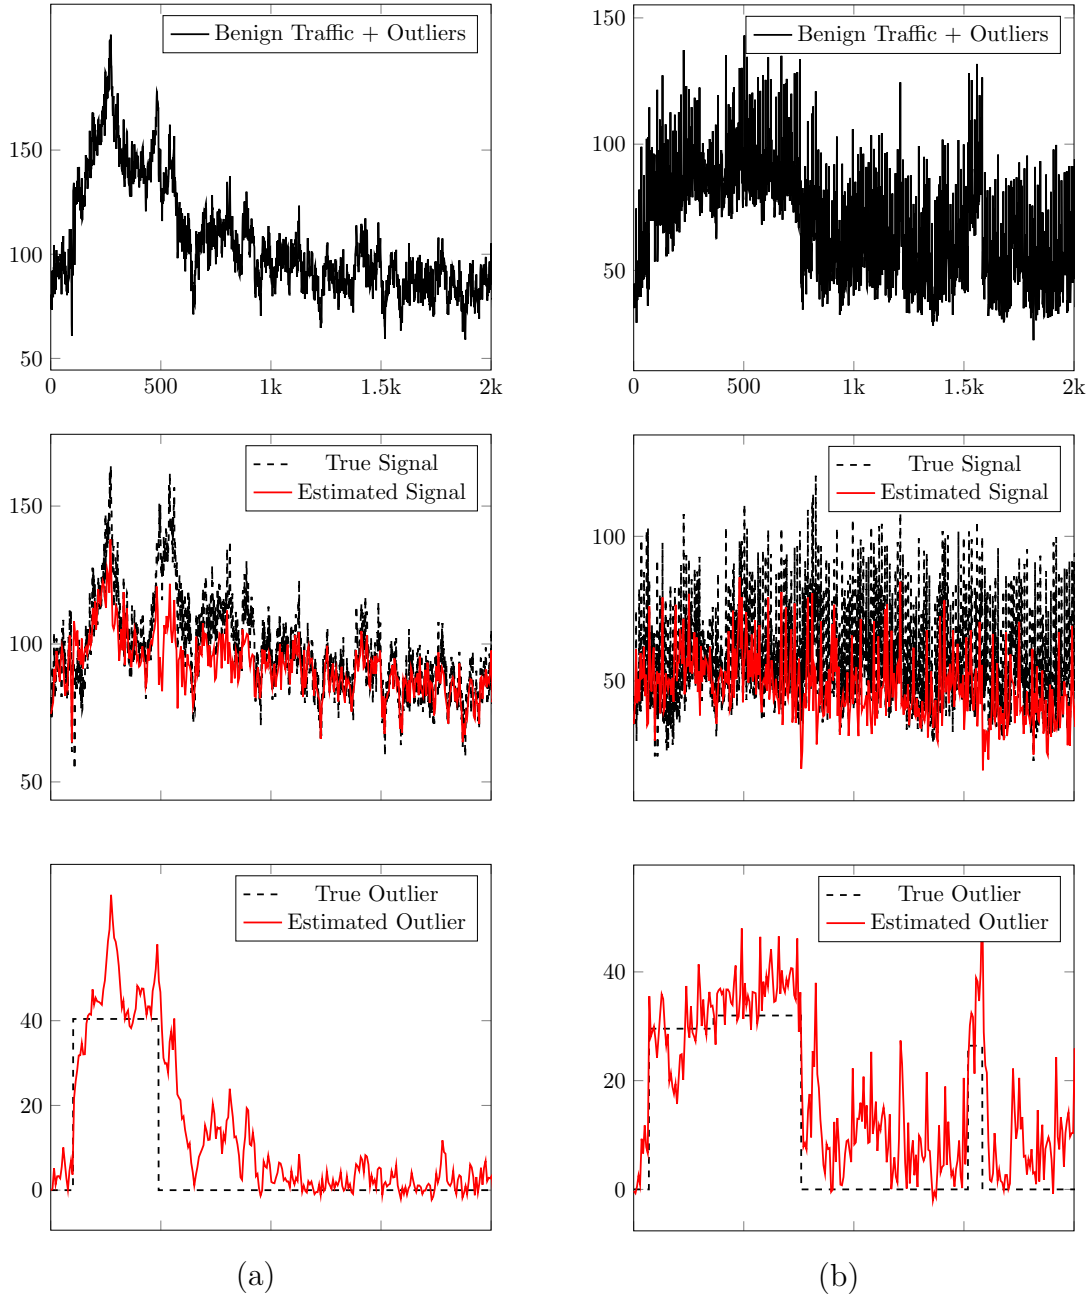 Benign Traffic + Outliers
150
100
50
0
500
1k
1.5k
2k
Benign Traffic + Outliers
150
100
50
0
500
1k
1.5k
2k
True Signal
Estimated Signal
150
100
50
True Signal
Estimated Signal
100
50
True Outlier
Estimated Outlier
40
20
0
True Outlier
Estimated Outlier
40
20
0
(a)
(b)